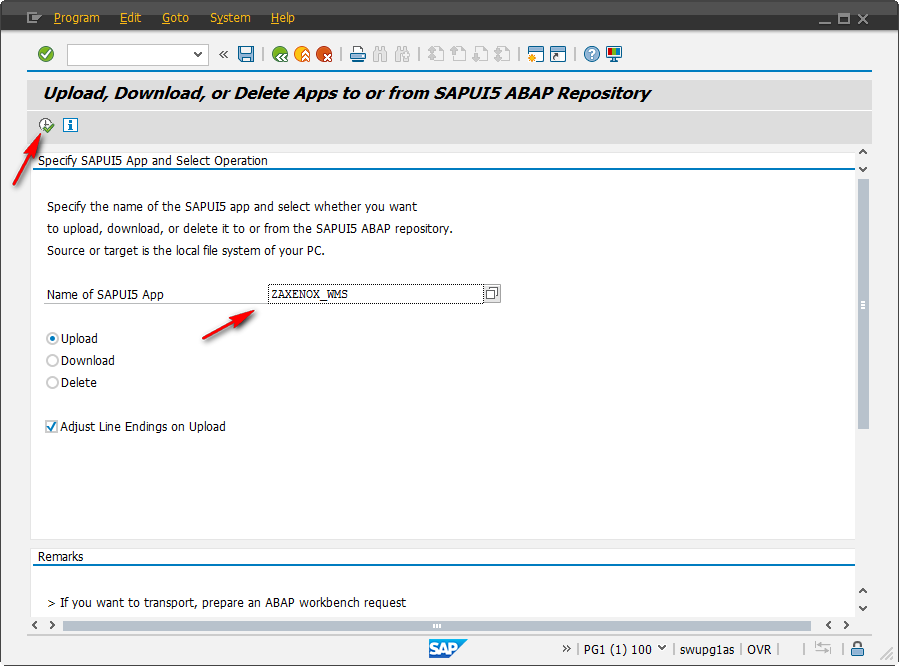 Program Edit Goto System Help
Upload, Download, or Delete Apps to or from SAPUI5 ABAP Repository
Specify SAPUI5 App and Select Operation
Specify the name of the SAPUI5 app and select whether you want
to upload, download, or delete it to or from the SAPUI5 ABAP repository.
Source or target is the local file system of your PC.
Name of SAPUI5 App ZAXENOX_WMS
Upload
Download
Delete
Adjust Line Endings on Upload
Remarks
> If you want to transport, prepare an ABAP workbench request
SAP PG1 (1) 100 swupg1as OVR